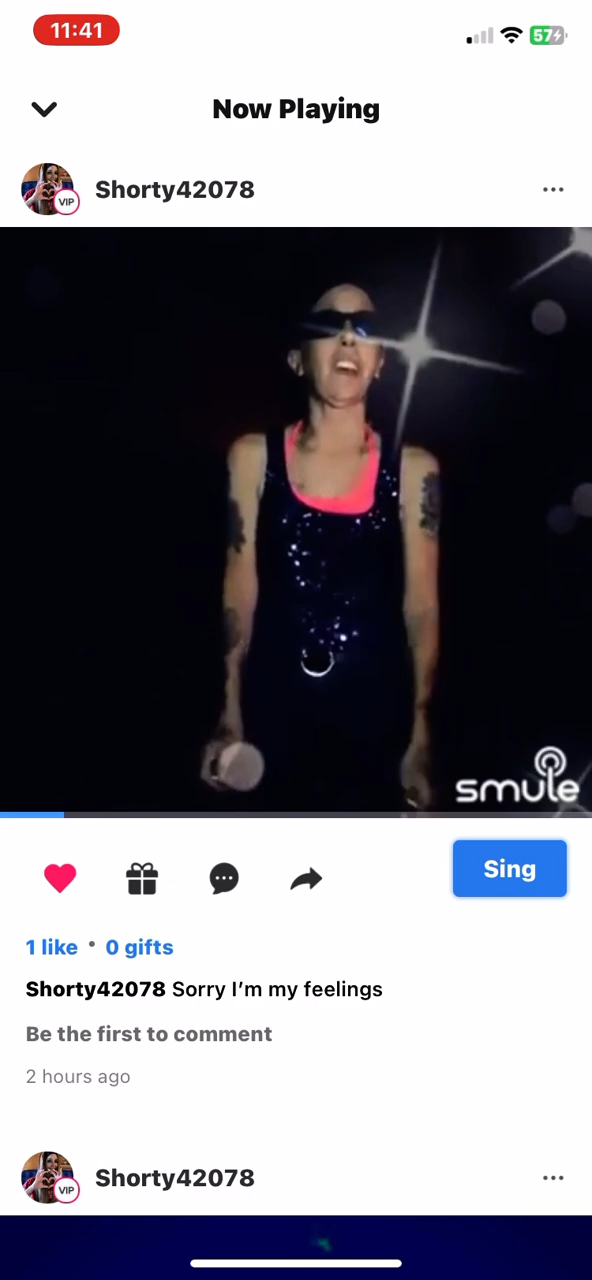 11:41
57
Now Playing
VIP
Shorty42078
smule
Sing
1 like • 0 gifts
Shorty42078 Sorry I’m my feelings
Be the first to comment
2 hours ago
VIP
Shorty42078